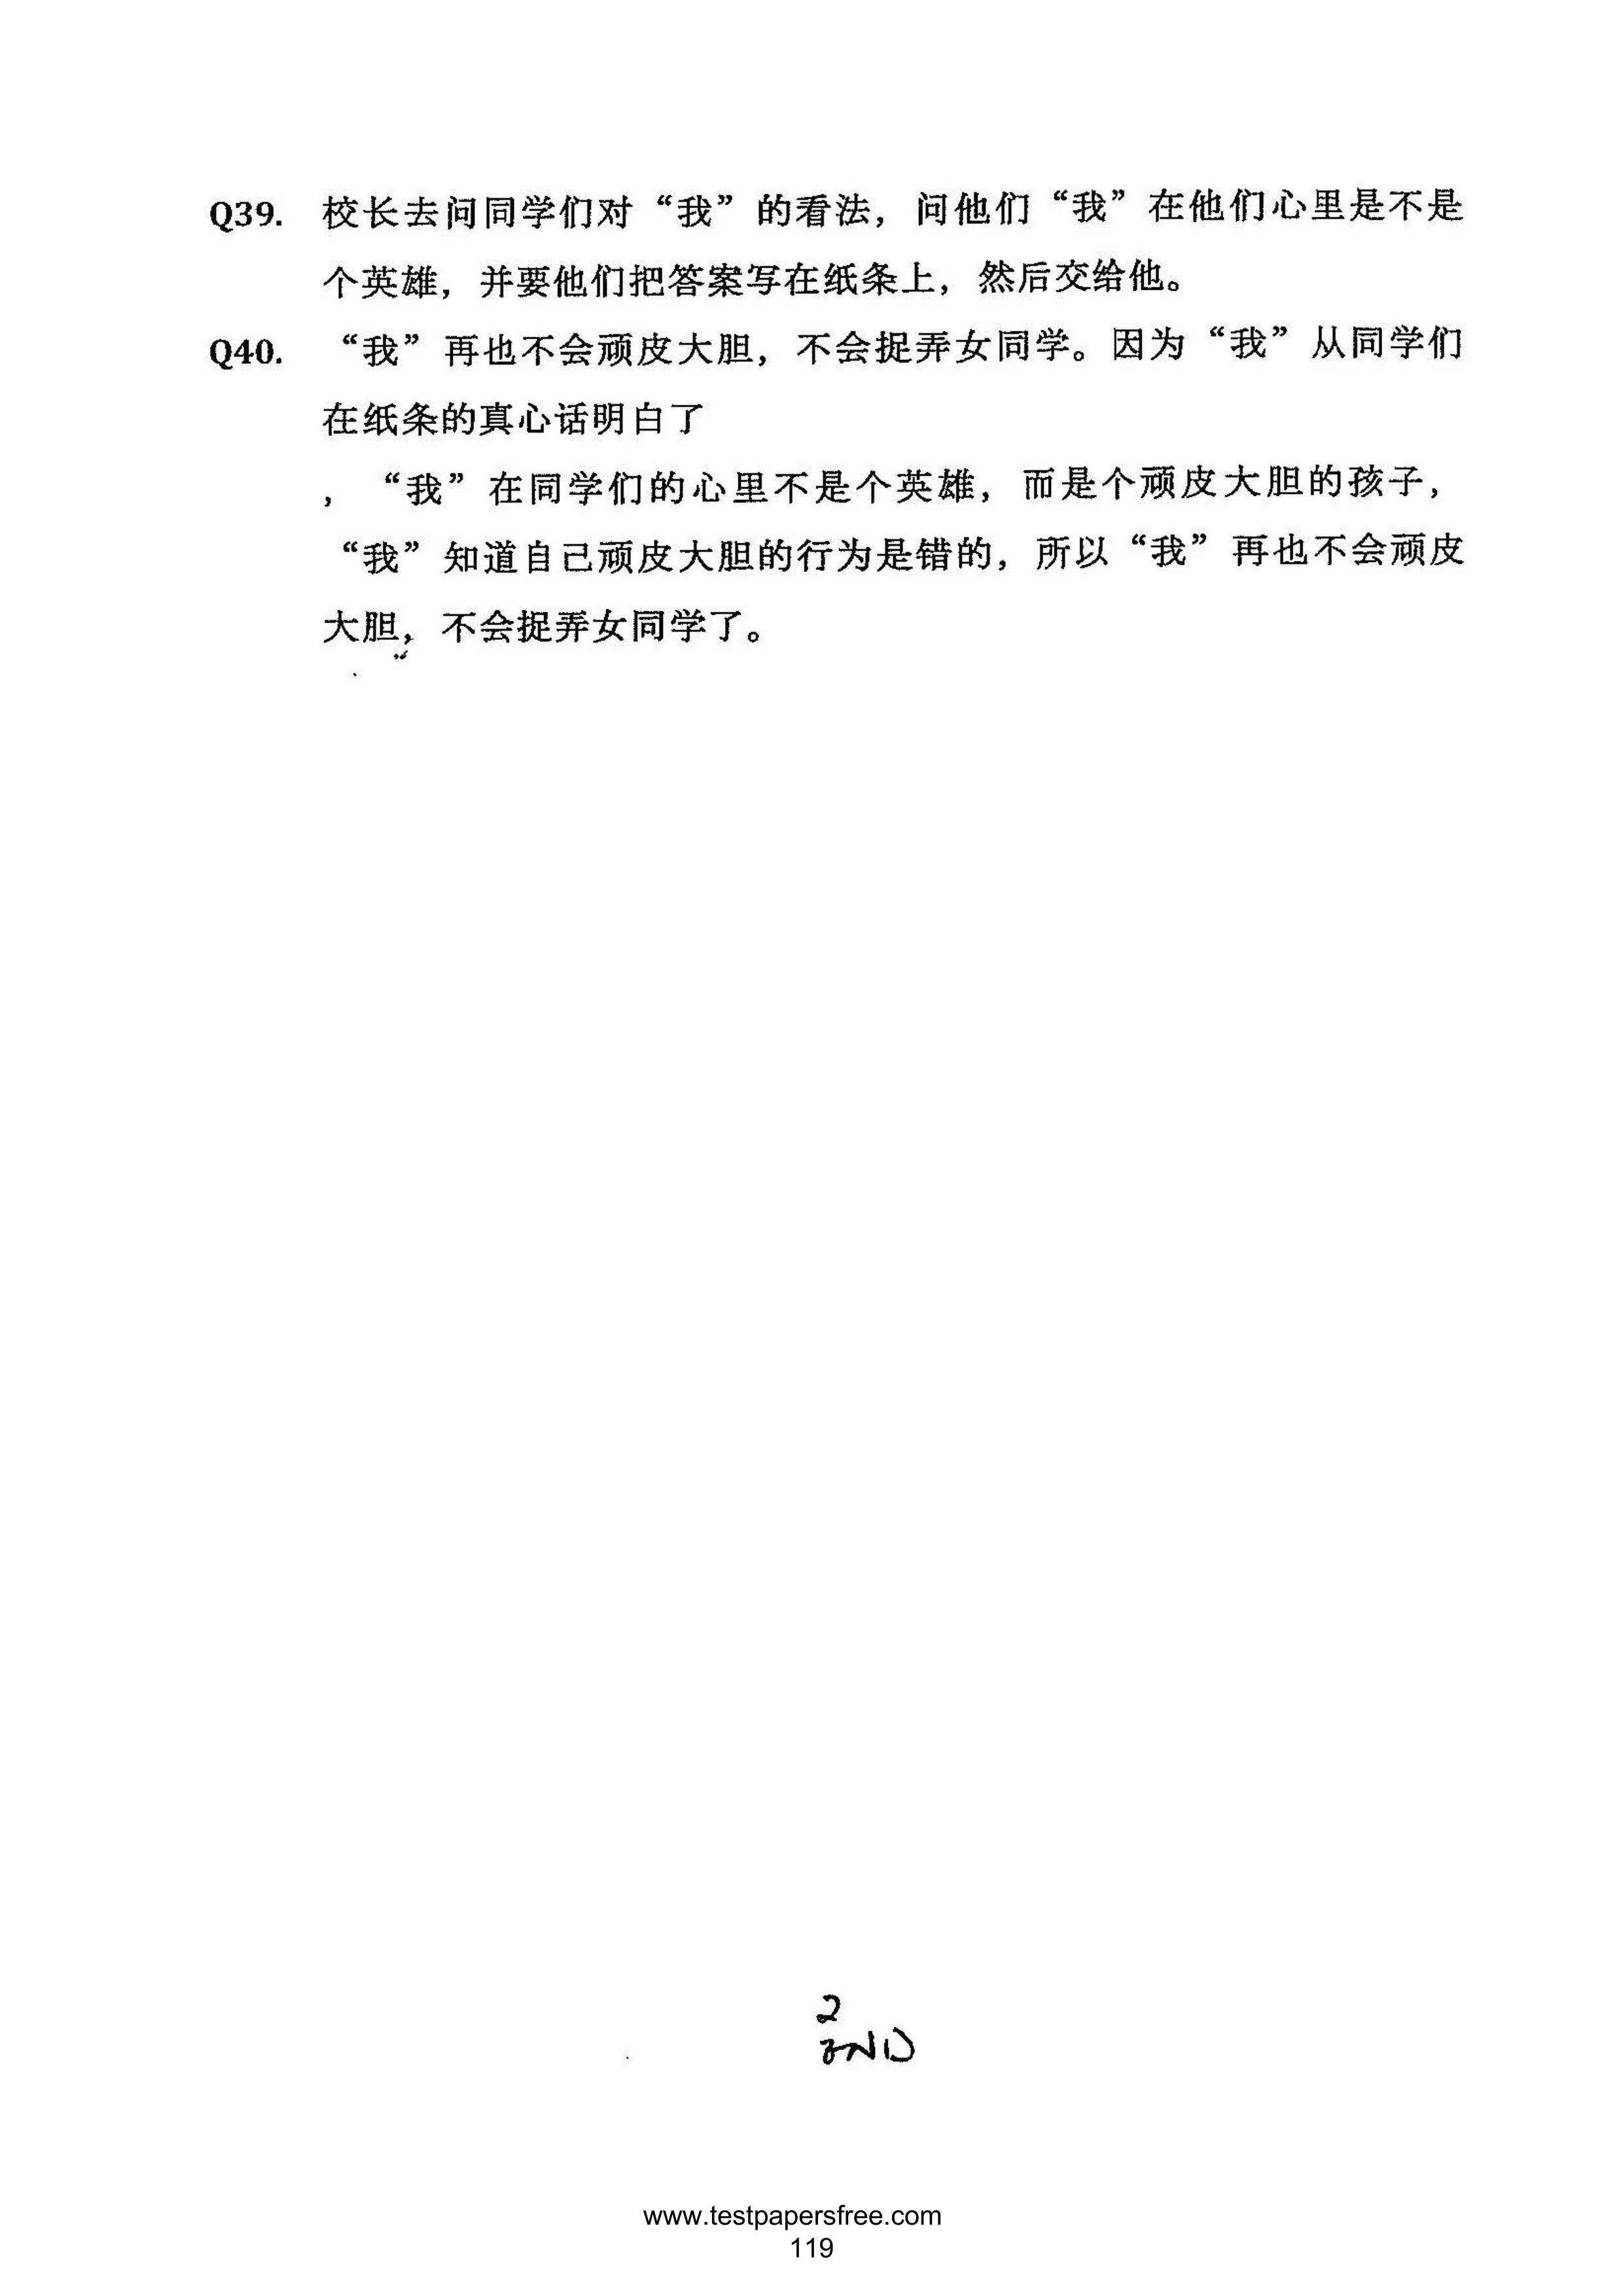 Q39. 校长去问同学们对“我”的看法，问他们“我”在他们心里是不是
个英雄，并要他们把答案写在纸条上，然后交给他。
Q40. “我”再也不会顽皮大胆，不会捉弄女同学。因为“我”从同学们
在纸条的真心话明白了
，“我”在同学们的心里不是个英雄，而是个顽皮大胆的孩子，
“我”知道自己顽皮大胆的行为是错的，所以“我”再也不会顽皮
大胆，不会捉弄女同学了。
2
END
www.testpapersfree.com
119